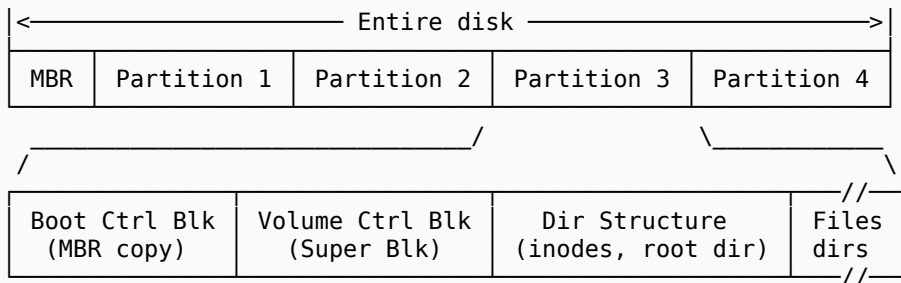 Entire disk
MBR Partition 1 Partition 2 Partition 3 Partition 4
Boot Ctrl Blk Volume Ctrl Blk Dir Structure Files
(MBR copy) (Super Blk) (inodes, root dir) dirs